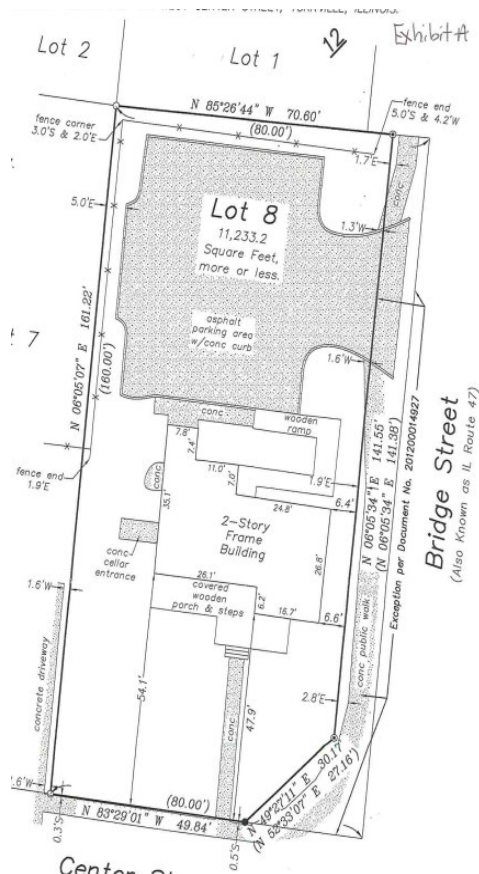 Exhibit A
12
Lot 2
Lot 1
N 85°26'44" W 70.60'
(80.00')
fence end
5.0'S & 4.2'W
fence corner
3.0'S & 2.0'E
1.7'E
conc
5.0'E
1.3'W
Lot 8
11,233.2
Square Feet,
more or less.
N 06°05'07" E 161.22'
(160.00')
7
asphalt
parking area
w/conc curb
1.6'W
conc
wooden
ramp
7.8'
7.4'
fence end
1.9'E
11.0'
7.0'
1.9'E
conc
35.1'
24.8'
6.4'
N 06°05'34" E 141.55'
(N 06°05'34" E 141.38')
Exception per Document No. 201200014927
Bridge Street
(Also Known as IL Route 47)
2-Story
Frame
Building
26.8'
conc
cellar
entrance
26.1'
covered
wooden
porch & steps
6.2'
16.7'
6.6'
1.6'W
conc public walk
concrete driveway
54.1'
conc
47.9'
2.8'E
.6'W
(80.00')
N 83°29'01" W 49.84'
0.3'S
0.5'S
N 49°27'11" E 30.17'
(N 52°33'07" E 27.16')
Center